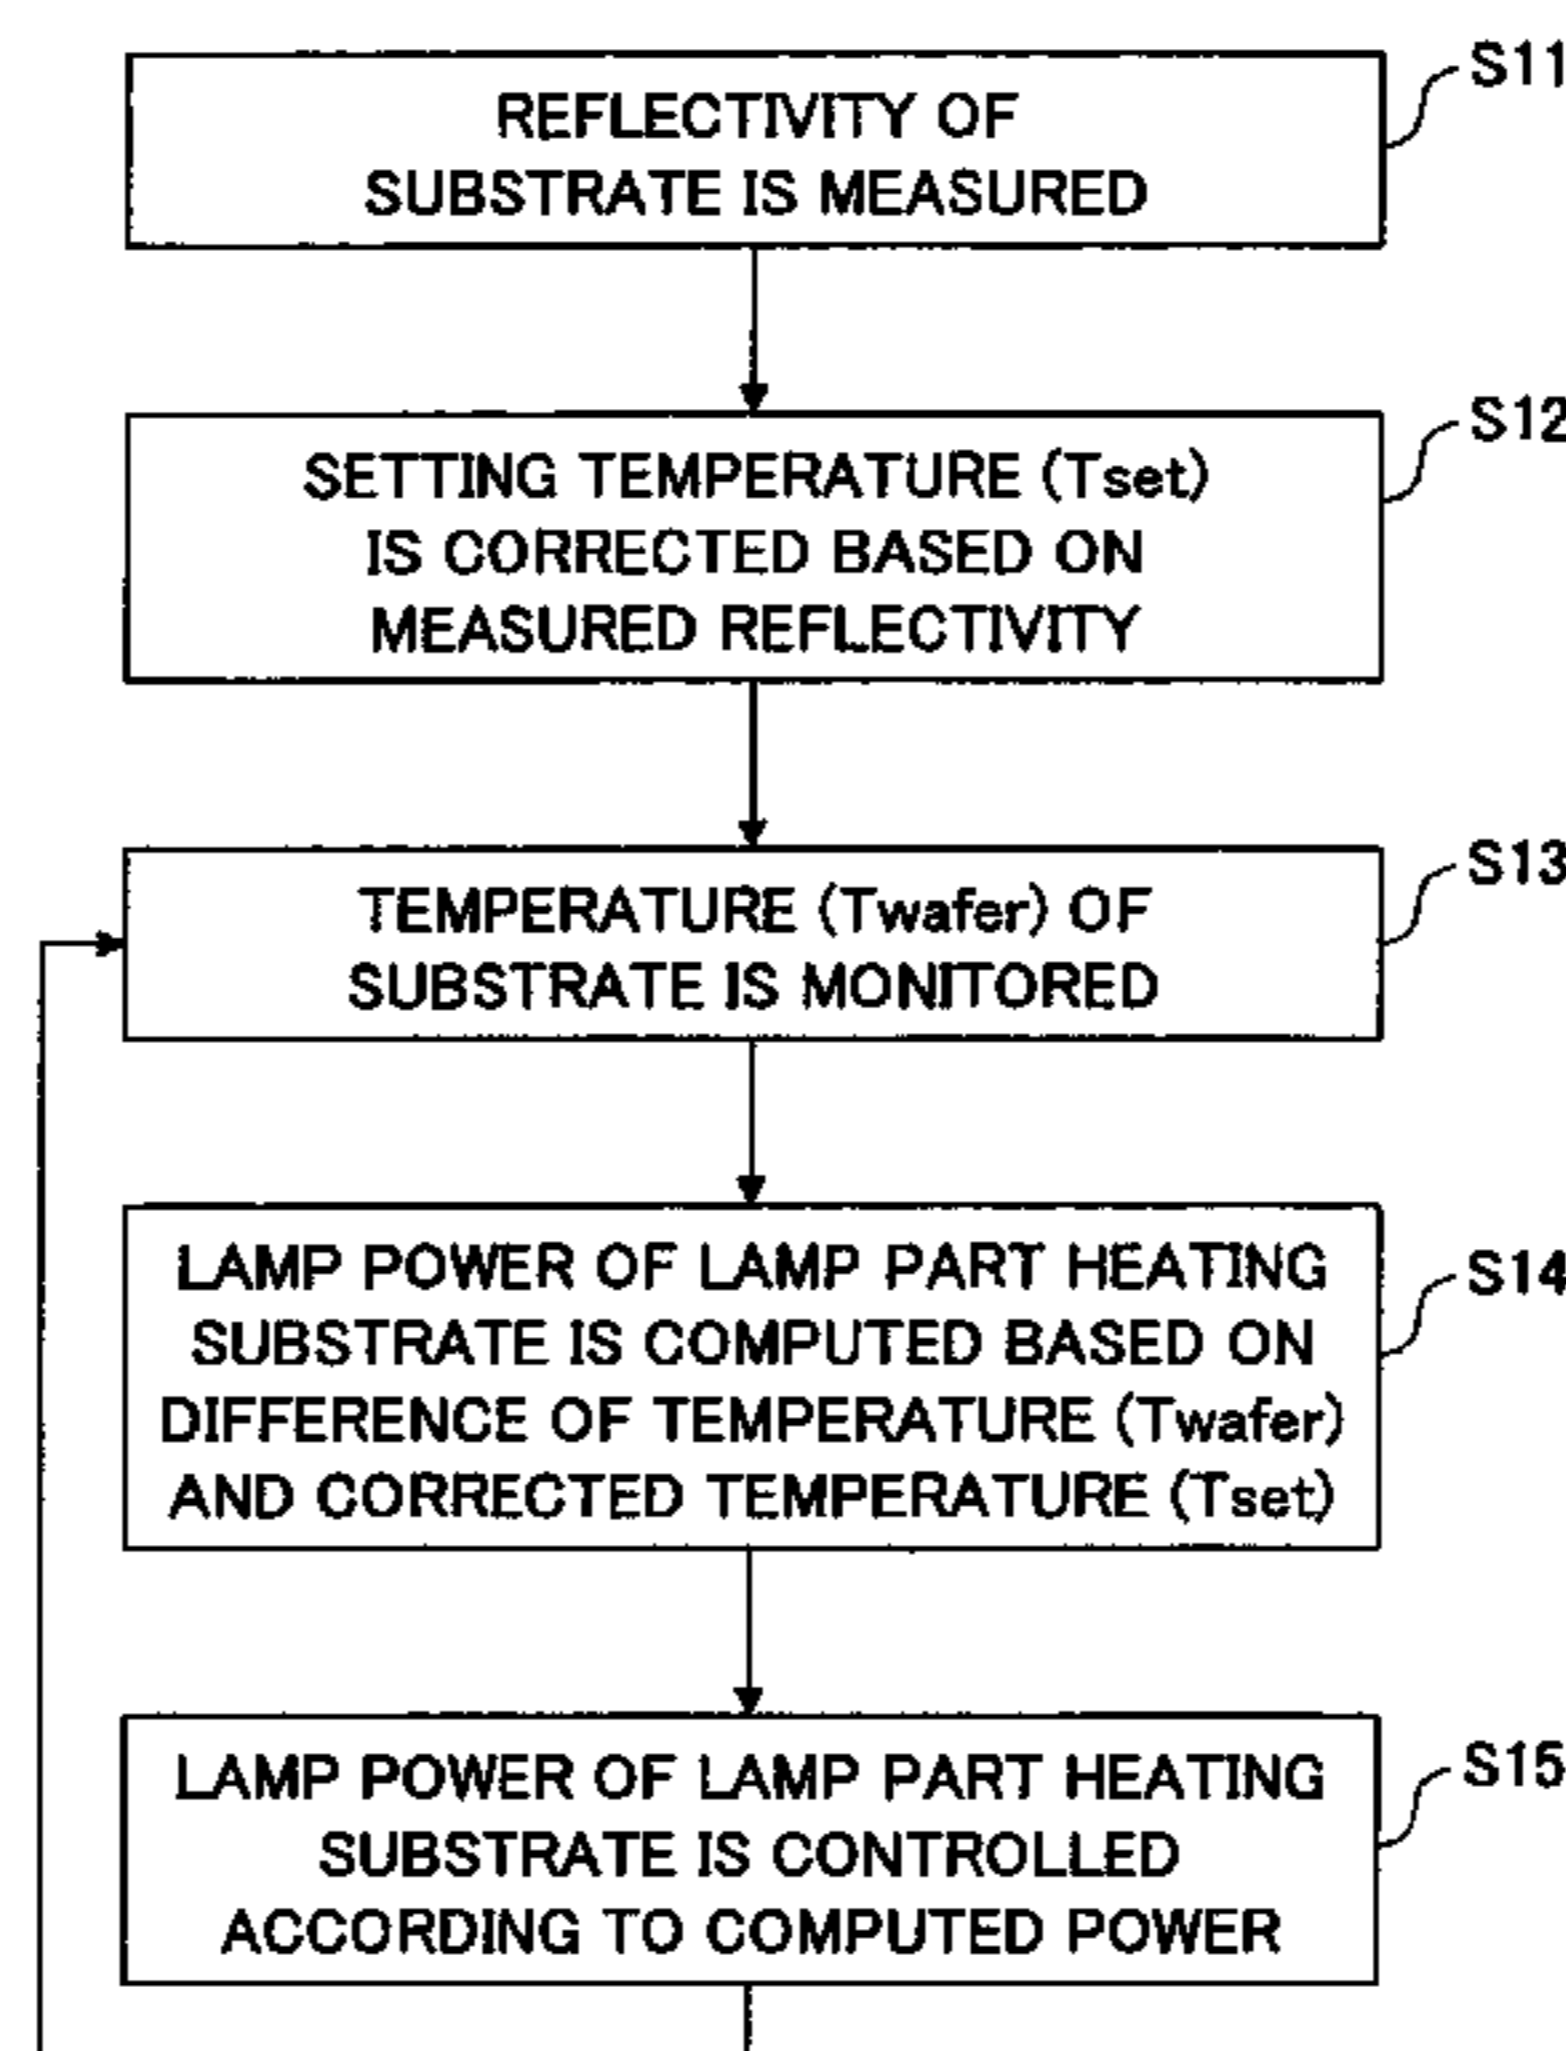 S11
REFLECTIVITY OF
SUBSTRATE IS MEASURED
S12
SETTING TEMPERATURE (Tset)
IS CORRECTED BASED ON
MEASURED REFLECTIVITY
S13
TEMPERATURE (Twafer) OF
SUBSTRATE IS MONITORED
S14
LAMP POWER OF LAMP PART HEATING
SUBSTRATE IS COMPUTED BASED ON
DIFFERENCE OF TEMPERATURE (Twafer)
AND CORRECTED TEMPERATURE (Tset)
S15
LAMP POWER OF LAMP PART HEATING
SUBSTRATE IS CONTROLLED
ACCORDING TO COMPUTED POWER